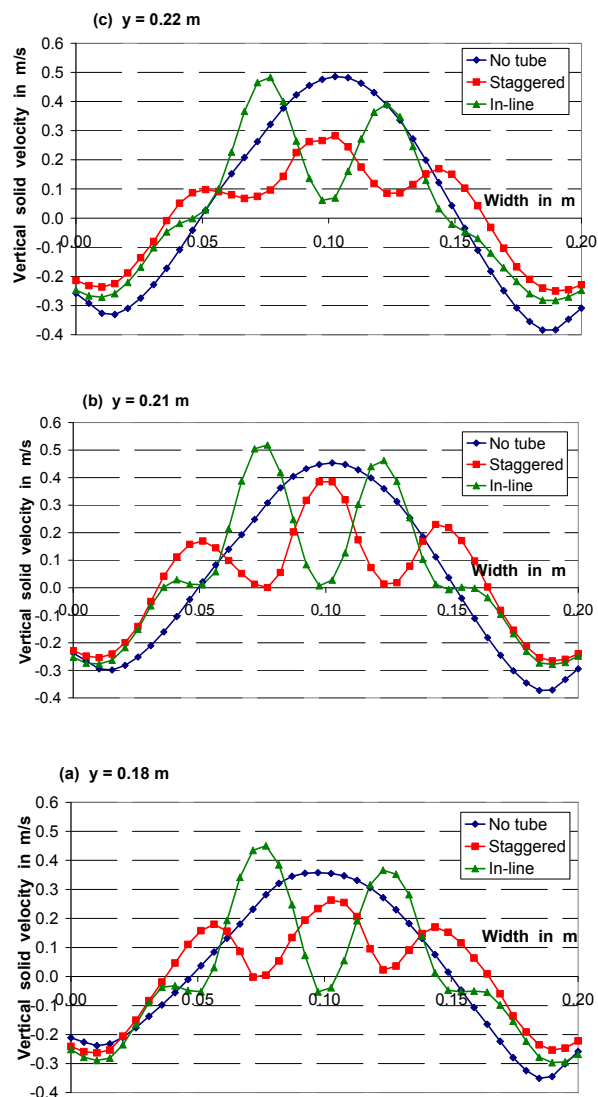 (c) y = 0.22 m
Vertical solid velocity in m/s
0.6
0.5
0.4
0.3
0.2
0.1
0.0
-0.1
-0.2
-0.3
-0.4
No tube
Staggered
In-line
Width in m
0.00 0.05 0.10 0.15 0.20
(b) y = 0.21 m
Vertical solid velocity in m/s
0.6
0.5
0.4
0.3
0.2
0.1
0.0
-0.1
-0.2
-0.3
-0.4
No tube
Staggered
In-line
Width in m
0.00 0.05 0.10 0.15 0.20
(a) y = 0.18 m
Vertical solid velocity in m/s
0.6
0.5
0.4
0.3
0.2
0.1
0.0
-0.1
-0.2
-0.3
-0.4
No tube
Staggered
In-line
Width in m
0.00 0.05 0.10 0.15 0.20